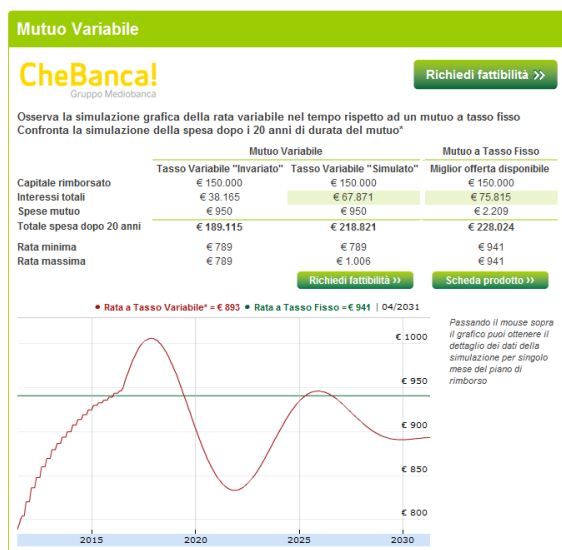 Mutuo Variabile
CheBanca!
Gruppo Mediobanca
Richiedi fattibilità >>
Osserva la simulazione grafica della rata variabile nel tempo rispetto ad un mutuo a tasso fisso
Confronta la simulazione della spesa dopo i 20 anni di durata del mutuo*
Mutuo Variabile Mutuo a Tasso Fisso
Tasso Variabile "Invariato" Tasso Variabile "Simulato" Miglior offerta disponibile
Capitale rimborsato € 150.000 € 150.000 € 150.000
Interessi totali € 38.165 € 67.871 € 75.815
Spese mutuo € 950 € 950 € 2.209
Totale spesa dopo 20 anni € 189.115 € 218.821 € 228.024
Rata minima € 789 € 789 € 941
Rata massima € 789 € 1.006 € 941
Richiedi fattibilità >> Scheda prodotto >>
• Rata a Tasso Variabile* = € 893 • Rata a Tasso Fisso = € 941 | 04/2031
Passando il mouse sopra
il grafico puoi ottenere il
dettaglio dei dati della
simulazione per singolo
mese del piano di
rimborso
€ 1000
€ 950
€ 900
€ 850
€ 800
2015 2020 2025 2030